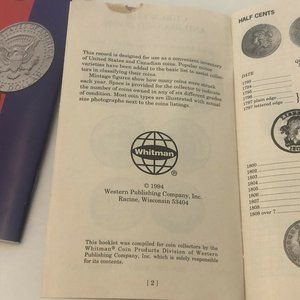 This record is designed for use as a convenient inventory
of United States and Canadian coins. Popular minor
varieties have been added to the basic list to assist collec-
tors in classifying their coins.
Mintage figures show how many coins were struck
each year. Space is provided for the collector to indicate
the number of coins owned in any of six different grades
of condition. Most coin types are illustrated with actual
size photographs next to the coins listings.
Whitman®
© 1994
Western Publishing Company, Inc.
Racine, Wisconsin 53404
This booklet was compiled for coin collectors by the
Whitman® Coin Products Division of Western
Publishing Company, Inc. which is solely responsible
for its contents.
[ 2 ]
HALF CENTS
DATE
1793
1794
1795
1796
1797 plain edge
1797 lettered edge
1800
1802
1803
1804
1805
1806
1807
1808
1808 over 7